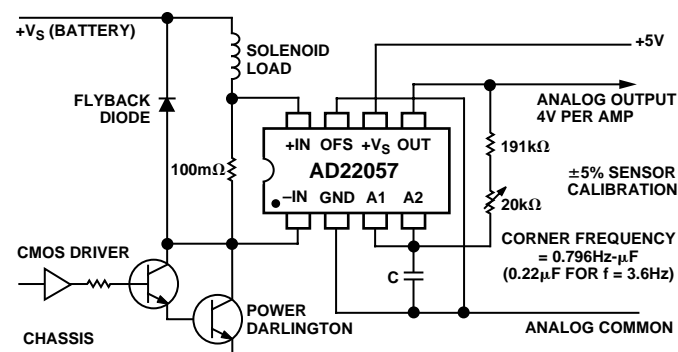 +VS (BATTERY)
SOLENOID
LOAD
+5V
FLYBACK
DIODE
ANALOG OUTPUT
4V PER AMP
+IN OFS +VS OUT
191kΩ
100mΩ
AD22057
±5% SENSOR
CALIBRATION
–IN GND A1 A2
20kΩ
CORNER FREQUENCY
= 0.796Hz-μF
(0.22μF FOR f = 3.6Hz)
CMOS DRIVER
C
POWER
DARLINGTON
CHASSIS
ANALOG COMMON